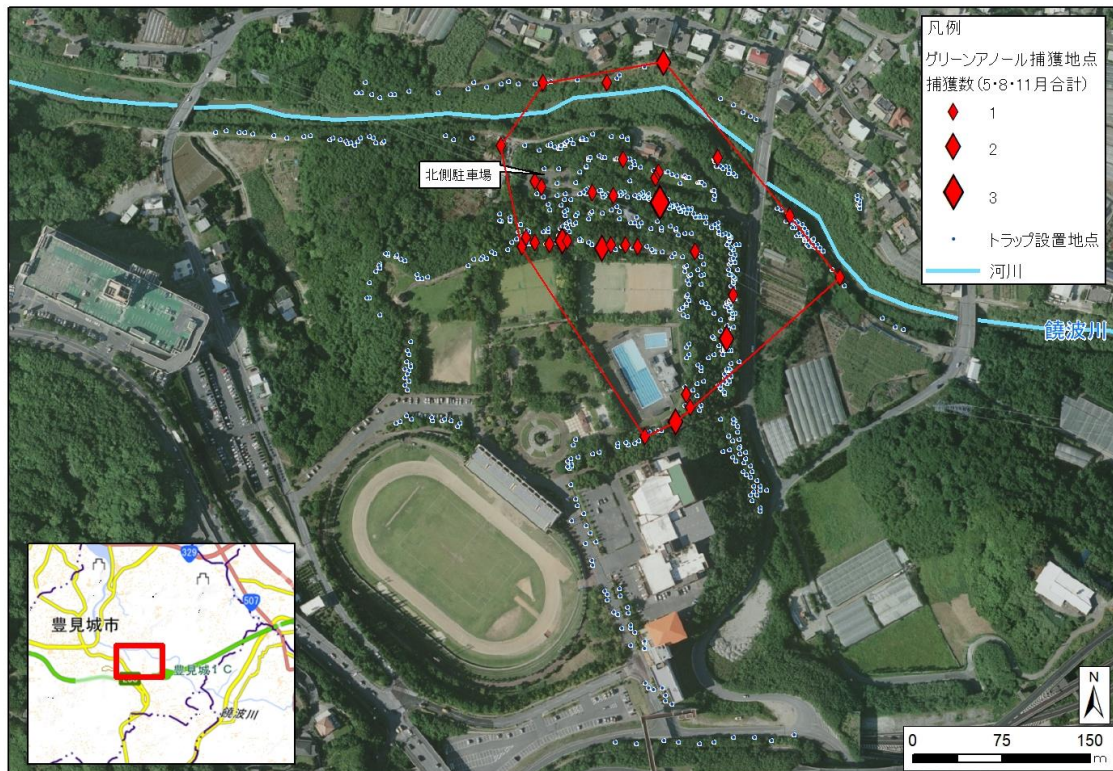 凡例
グリーンアノール捕獲地点
捕獲数(5・8・11月合計)
1
2
3
トラップ設置地点
河川
北側駐車場
饒波川
329
507
豊見城市
豊見城IC
饒波川
N
0 75 150
m